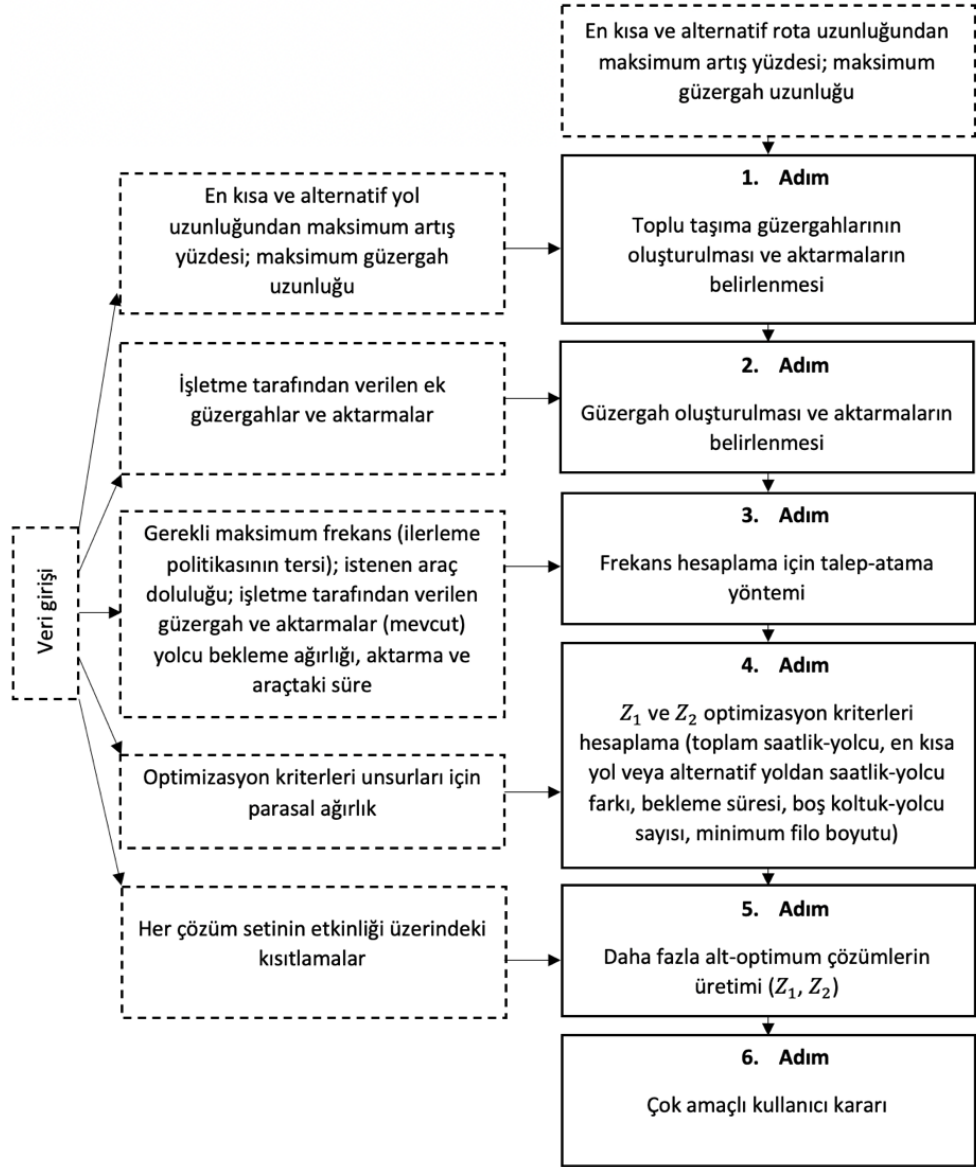 En kısa ve alternatif rota uzunluğundan
maksimum artış yüzdesi; maksimum
güzergah uzunluğu
En kısa ve alternatif yol
uzunluğundan maksimum artış
yüzdesi; maksimum güzergah
uzunluğu
1. Adım
Toplu taşıma güzergahlarının
oluşturulması ve aktarmaların
belirlenmesi
İşletme tarafından verilen ek
güzergahlar ve aktarmalar
2. Adım
Güzergah oluşturulması ve aktarmaların
belirlenmesi
Veri girişi
Gerekli maksimum frekans (ilerleme
politikasının tersi); istenen araç
doluluğu; işletme tarafından verilen
güzergah ve aktarmalar (mevcut)
yolcu bekleme ağırlığı, aktarma ve
araçtaki süre
3. Adım
Frekans hesaplama için talep-atama
yöntemi
Optimizasyon kriterleri unsurları için
parasal ağırlık
4. Adım
Z₁ ve Z₂ optimizasyon kriterleri
hesaplama (toplam saatlik-yolcu, en kısa
yol veya alternatif yoldan saatlik-yolcu
farkı, bekleme süresi, boş koltuk-yolcu
sayısı, minimum filo boyutu)
Her çözüm setinin etkinliği üzerindeki
kısıtlamalar
5. Adım
Daha fazla alt-optimum çözümlerin
üretimi (Z₁, Z₂)
6. Adım
Çok amaçlı kullanıcı kararı